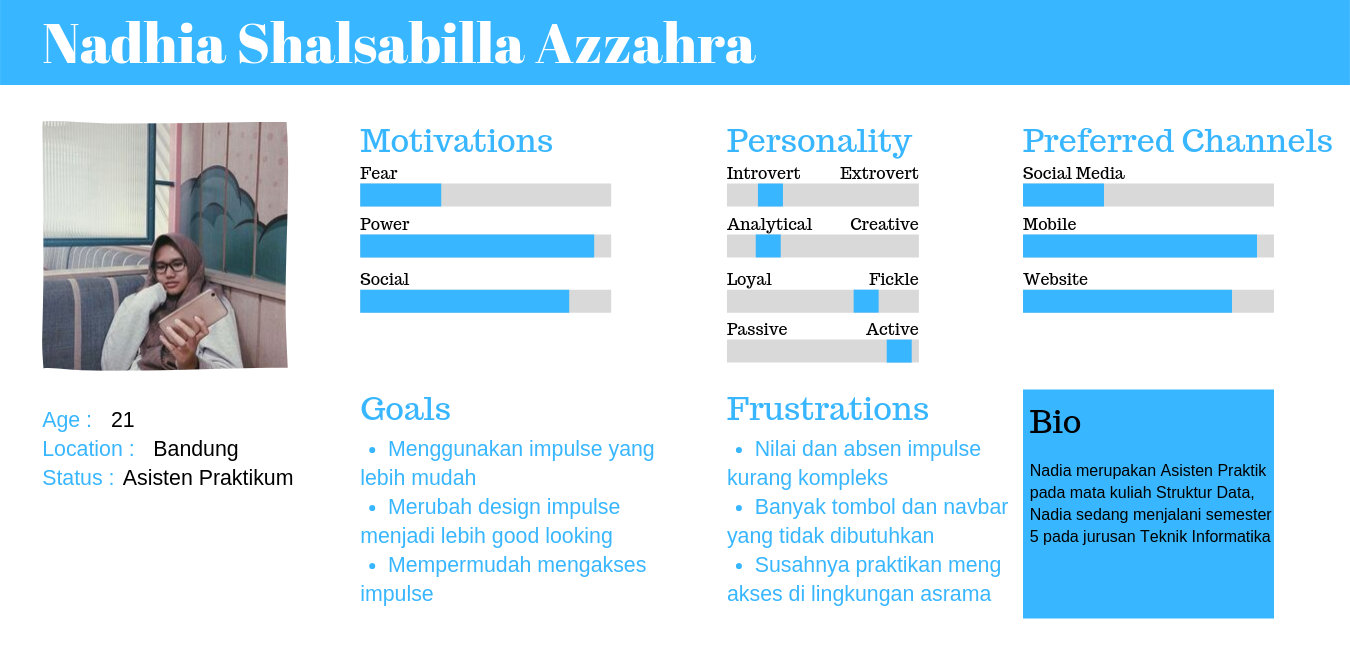 Nadhia Shalsabilla Azzahra
Age : 21
Location : Bandung
Status : Asisten Praktikum
Motivations
Fear
Power
Social
Personality
Introvert Extrovert
Analytical Creative
Loyal Fickle
Passive Active
Preferred Channels
Social Media
Mobile
Website
Goals
• Menggunakan impulse yang
lebih mudah
• Merubah design impulse
menjadi lebih good looking
• Mempermudah mengakses
impulse
Frustrations
• Nilai dan absen impulse
kurang kompleks
• Banyak tombol dan navbar
yang tidak dibutuhkan
• Susahnya praktikan meng
akses di lingkungan asrama
Bio
Nadia merupakan Asisten Praktik
pada mata kuliah Struktur Data,
Nadia sedang menjalani semester
5 pada jurusan Teknik Informatika